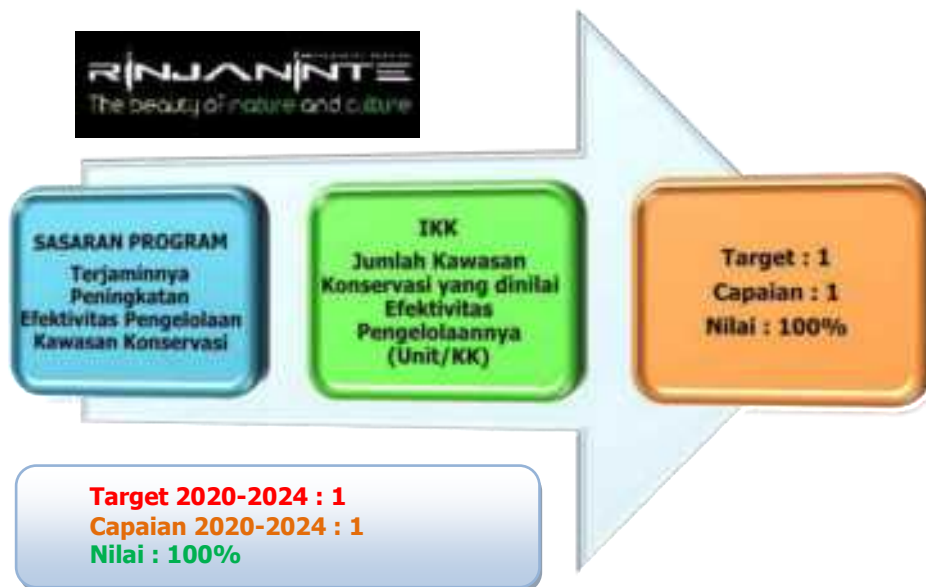 RINJANINTE
The beauty of nature and culture
SASARAN PROGRAM
Terjaminnya
Peningkatan
Efektivitas Pengelolaan
Kawasan Konservasi
IKK
Jumlah Kawasan
Konservasi yang dinilai
Efektivitas
Pengelolaannya
(Unit/KK)
Target : 1
Capaian : 1
Nilai : 100%
Target 2020-2024 : 1
Capaian 2020-2024 : 1
Nilai : 100%